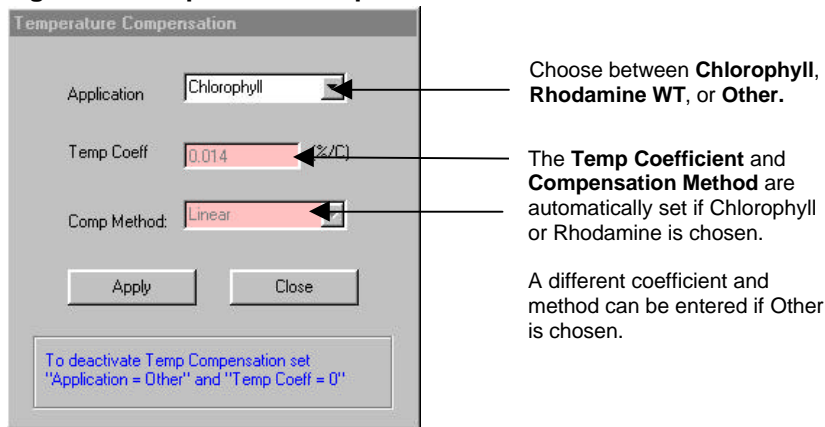 Temperature Compensation
Application
Chlorophyll
Choose between Chlorophyll,
Rhodamine WT, or Other.
Temp Coeff
0.014
(%/C)
The Temp Coefficient and
Compensation Method are
automatically set if Chlorophyll
or Rhodamine is chosen.
Comp Method:
Linear
A different coefficient and
method can be entered if Other
is chosen.
Apply
Close
To deactivate Temp Compensation set
"Application = Other" and "Temp Coeff = 0"